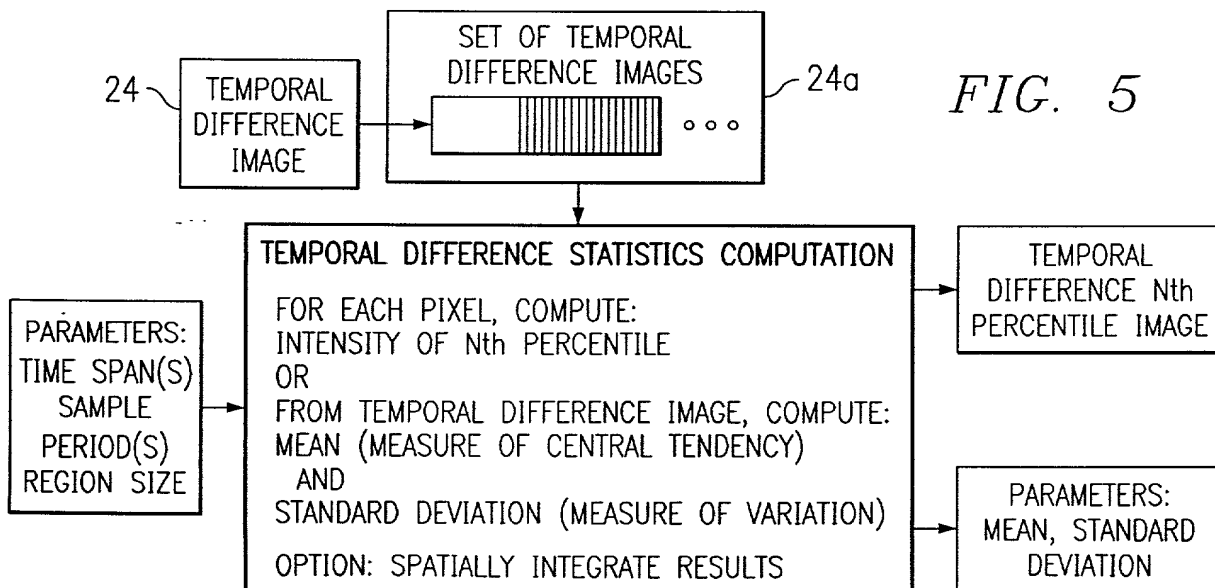 SET OF TEMPORAL
DIFFERENCE IMAGES
24
TEMPORAL
DIFFERENCE
IMAGE
24a
FIG. 5
TEMPORAL DIFFERENCE STATISTICS COMPUTATION
FOR EACH PIXEL, COMPUTE:
INTENSITY OF Nth PERCENTILE
OR
FROM TEMPORAL DIFFERENCE IMAGE, COMPUTE:
MEAN (MEASURE OF CENTRAL TENDENCY)
AND
STANDARD DEVIATION (MEASURE OF VARIATION)
OPTION: SPATIALLY INTEGRATE RESULTS
PARAMETERS:
TIME SPAN(S)
SAMPLE
PERIOD(S)
REGION SIZE
TEMPORAL
DIFFERENCE Nth
PERCENTILE IMAGE
PARAMETERS:
MEAN, STANDARD
DEVIATION